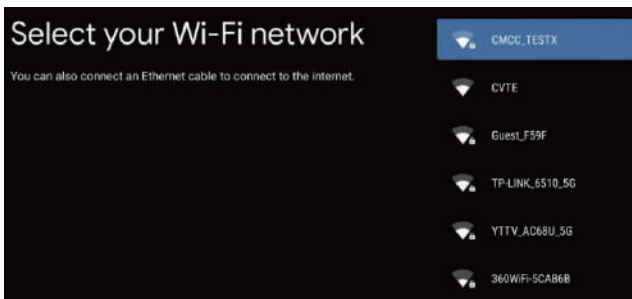 Select your Wi-Fi network
You can also connect an Ethernet cable to connect to the internet.
CMCC_TESTX
CVTE
Guest_F59F
TP-LINK_6510_5G
YTTV_AC68U_5G
360WiFi-5CAB6B